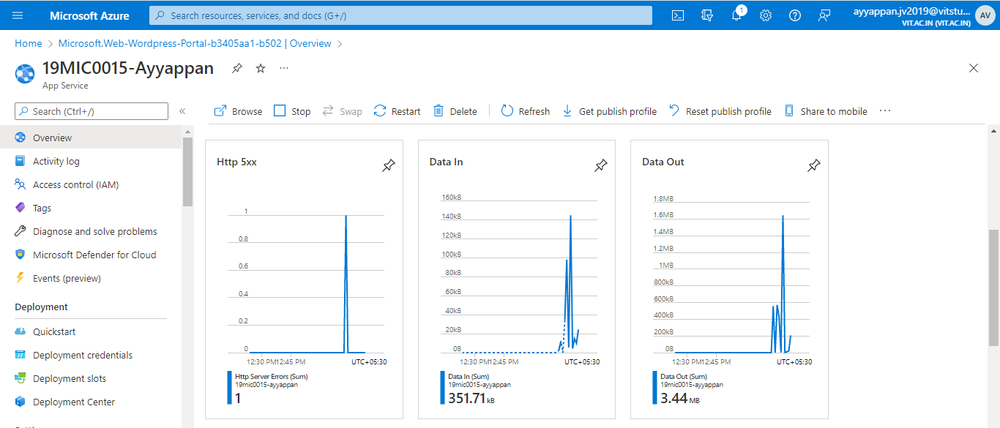 Microsoft Azure
Search resources, services, and docs (G+/)
1
ayyappan.jv2019@vitstu...
VIT.AC.IN (VIT.AC.IN)
AV
Home > Microsoft.Web-Wordpress-Portal-b3405aa1-b502 | Overview >
19MIC0015-Ayyappan
...
App Service
Search (Ctrl+/)
«
Browse Stop Swap Restart Delete Refresh Get publish profile Reset publish profile Share to mobile ...
Overview
Activity log
Access control (IAM)
Tags
Diagnose and solve problems
Microsoft Defender for Cloud
Events (preview)
Deployment
Quickstart
Deployment credentials
Deployment slots
Deployment Center
Http 5xx
1
0.8
0.6
0.4
0.2
0
12:30 PM 12:45 PM UTC+05:30
Http Server Errors (Sum)
19mic0015-ayyappan
1
Data In
160kB
140kB
120kB
100kB
80kB
60kB
40kB
20kB
0B
12:30 PM 12:45 PM UTC+05:30
Data In (Sum)
19mic0015-ayyappan
351.71 kB
Data Out
1.8MB
1.6MB
1.4MB
1.2MB
1MB
800kB
600kB
400kB
200kB
0B
12:30 PM 12:45 PM UTC+05:30
Data Out (Sum)
19mic0015-ayyappan
3.44 MB